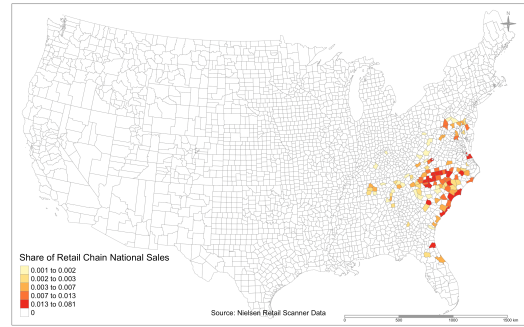 N
Share of Retail Chain National Sales
0.001 to 0.002
0.002 to 0.003
0.003 to 0.007
0.007 to 0.013
0.013 to 0.081
0
Source: Nielsen Retail Scanner Data
0 500 1000 1500 km